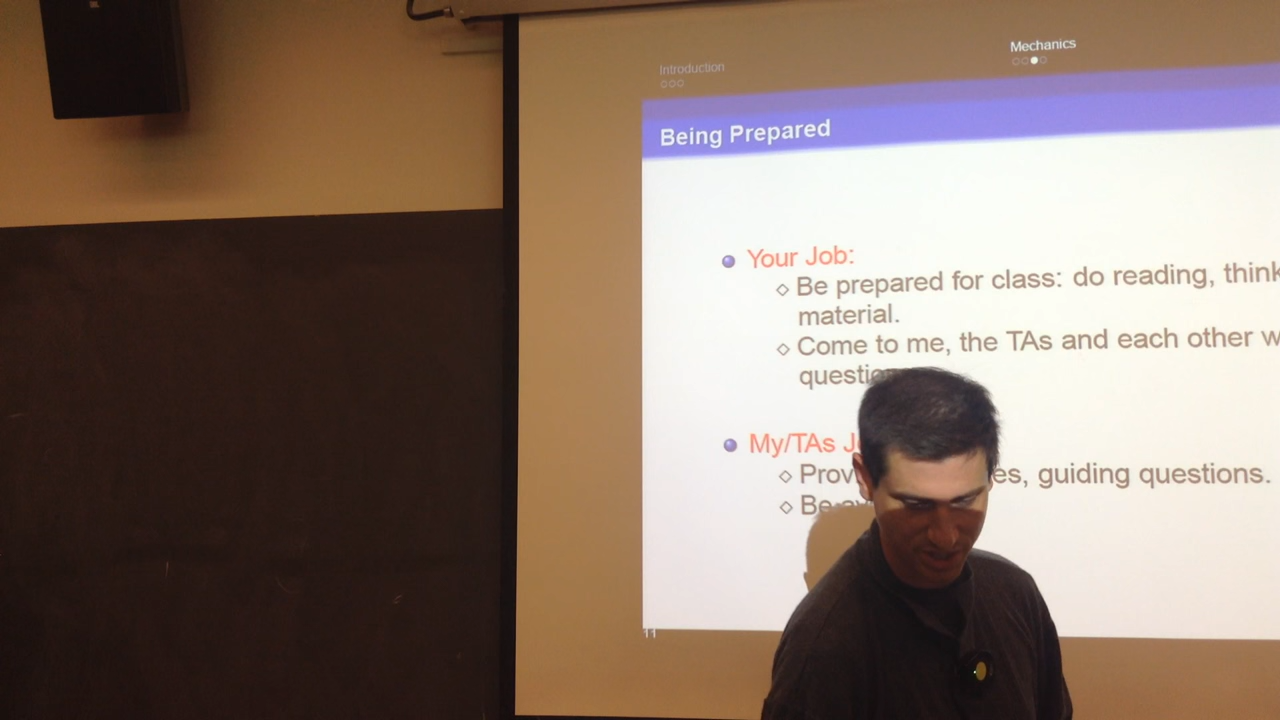 Introduction
Mechanics
Being Prepared
Your Job:
Be prepared for class: do reading, think
material.
Come to me, the TAs and each other
My/TAs
guiding questions.
11